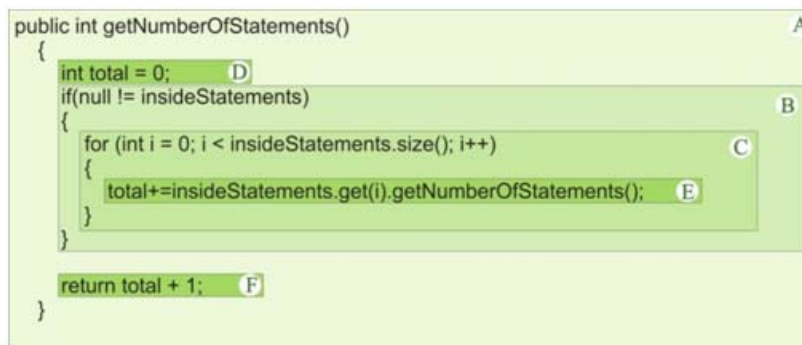 public int getNumberOfStatements() A
{
int total = 0; D
if(null != insideStatements) B
{
for (int i = 0; i < insideStatements.size(); i++) C
{
total+=insideStatements.get(i).getNumberOfStatements(); E
}
}
return total + 1; F
}